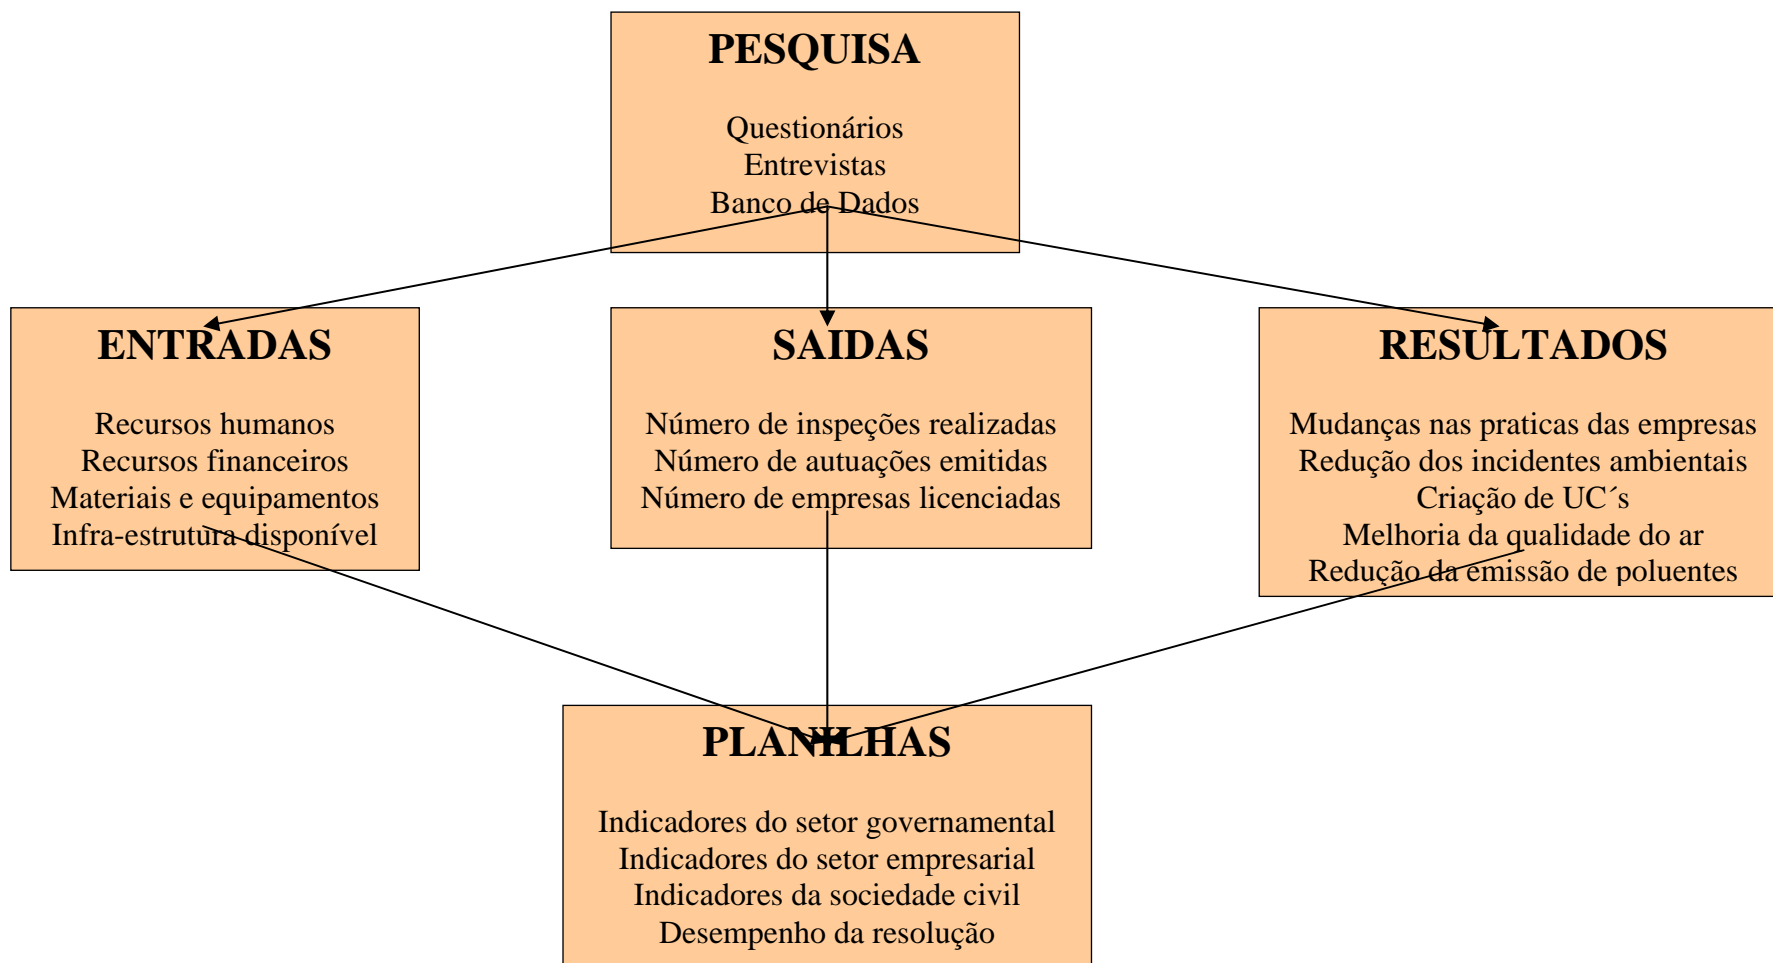 PESQUISA
Questionários
Entrevistas
Banco de Dados
ENTRADAS
Recursos humanos
Recursos financeiros
Materiais e equipamentos
Infra-estrutura disponível
SAIDAS
Número de inspeções realizadas
Número de autuações emitidas
Número de empresas licenciadas
RESULTADOS
Mudanças nas praticas das empresas
Redução dos incidentes ambientais
Criação de UC´s
Melhoria da qualidade do ar
Redução da emissão de poluentes
PLANILHAS
Indicadores do setor governamental
Indicadores do setor empresarial
Indicadores da sociedade civil
Desempenho da resolução